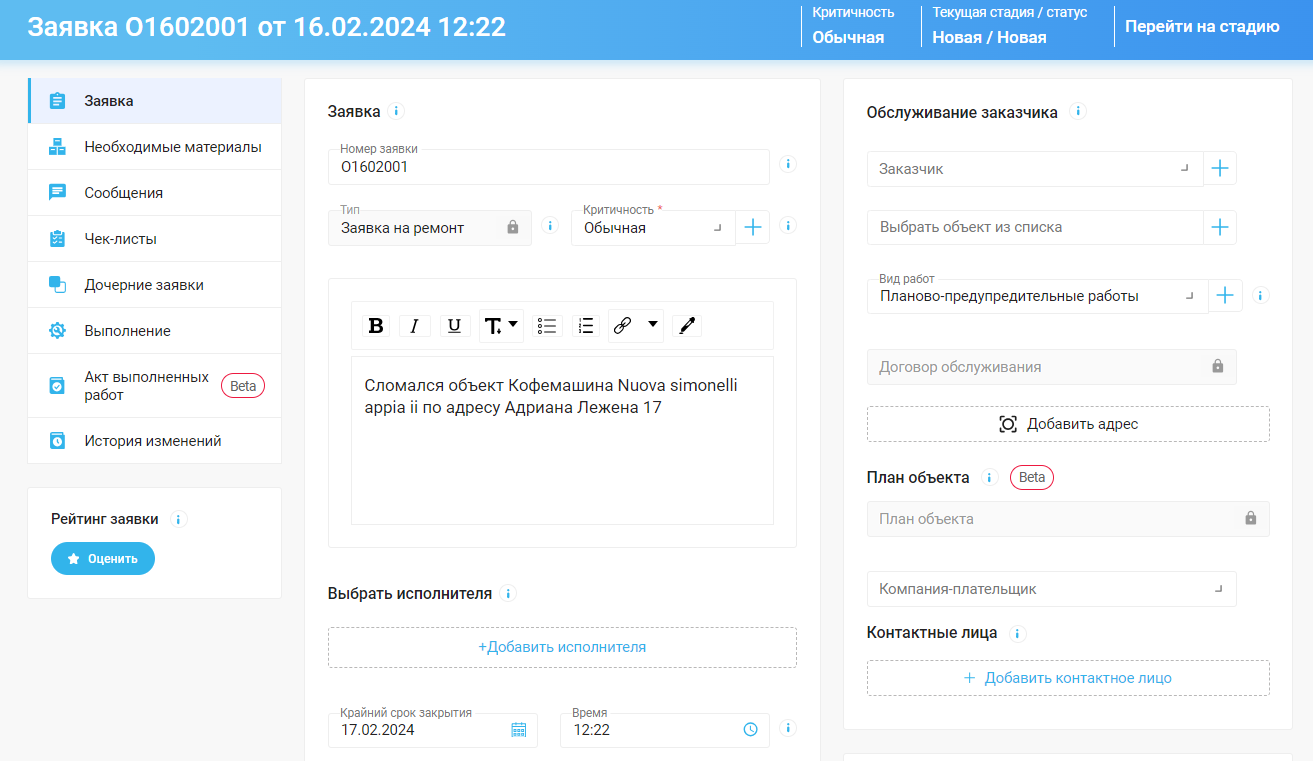 Заявка О1602001 от 16.02.2024 12:22
Критичность
Обычная
Текущая стадия / статус
Новая / Новая
Перейти на стадию
Заявка
Необходимые материалы
Сообщения
Чек-листы
Дочерние заявки
Выполнение
Акт выполненных
работ
Beta
История изменений
Рейтинг заявки
Оценить
Заявка
Номер заявки
О1602001
Тип
Заявка на ремонт
Критичность *
Обычная
B I U T
Сломался объект Кофемашина Nuova simonelli
appia ii по адресу Адриана Лежена 17
Выбрать исполнителя
+Добавить исполнителя
Крайний срок закрытия
17.02.2024
Время
12:22
Обслуживание заказчика
Заказчик
Выбрать объект из списка
Вид работ
Планово-предупредительные работы
Договор обслуживания
Добавить адрес
План объекта
Beta
План объекта
Компания-плательщик
Контактные лица
+ Добавить контактное лицо